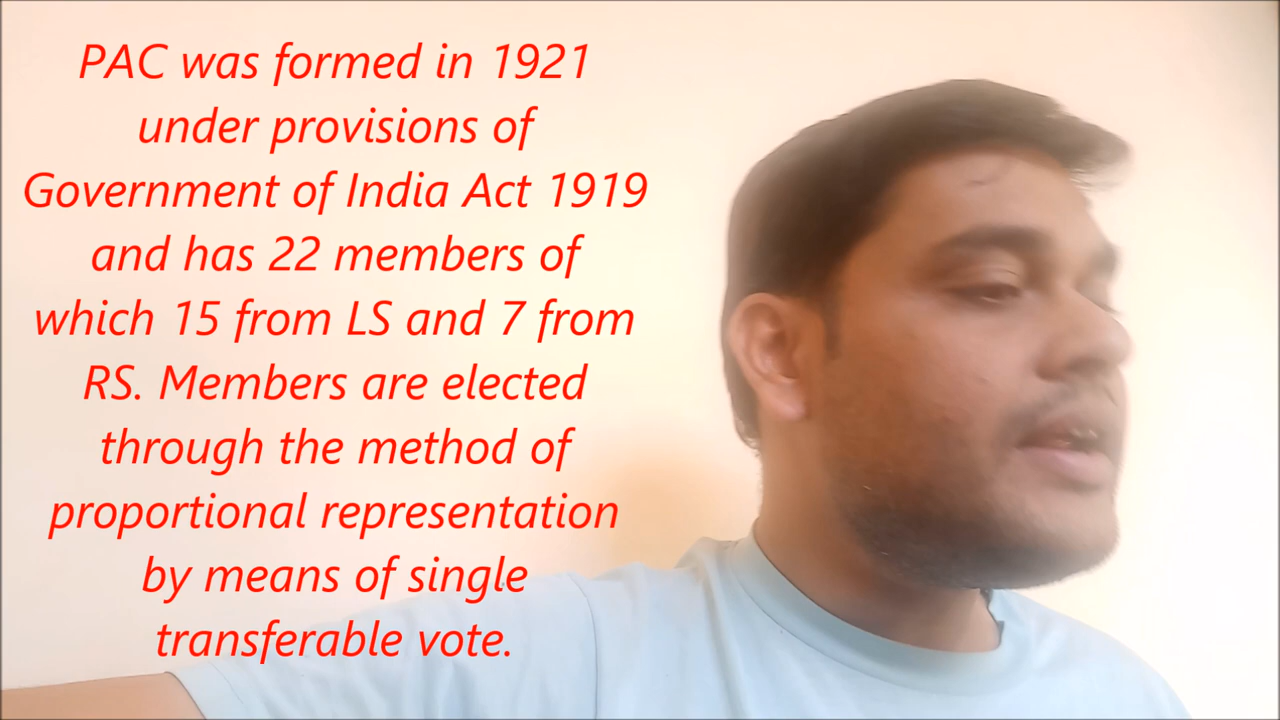 PAC was formed in 1921
under provisions of
Government of India Act 1919
and has 22 members of
which 15 from LS and 7 from
RS. Members are elected
through the method of
proportional representation
by means of single
transferable vote.